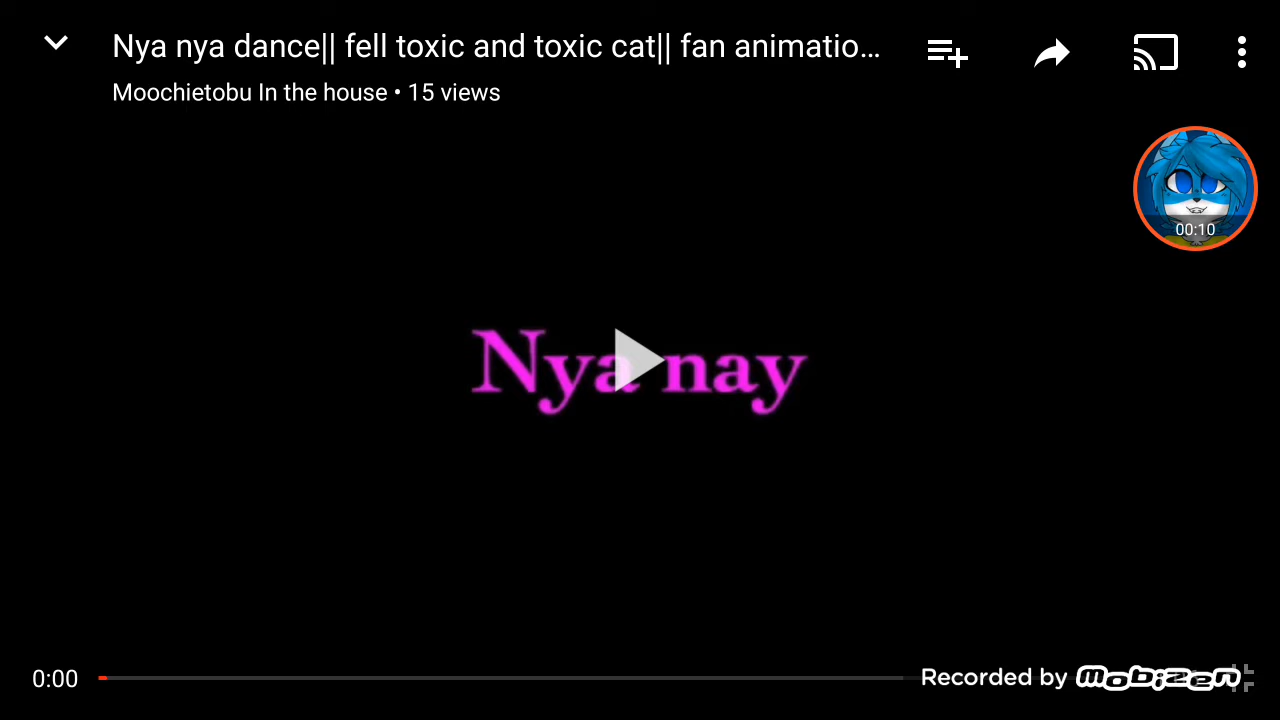 Nya nya dance|| fell toxic and toxic cat|| fan animatio...
Moochietobu In the house • 15 views
00:10
Nya nay
0:00
Recorded by mobizen